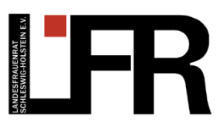 LANDESFRAUENRAT
SCHLESWIG-HOLSTEIN E.V.
LFR